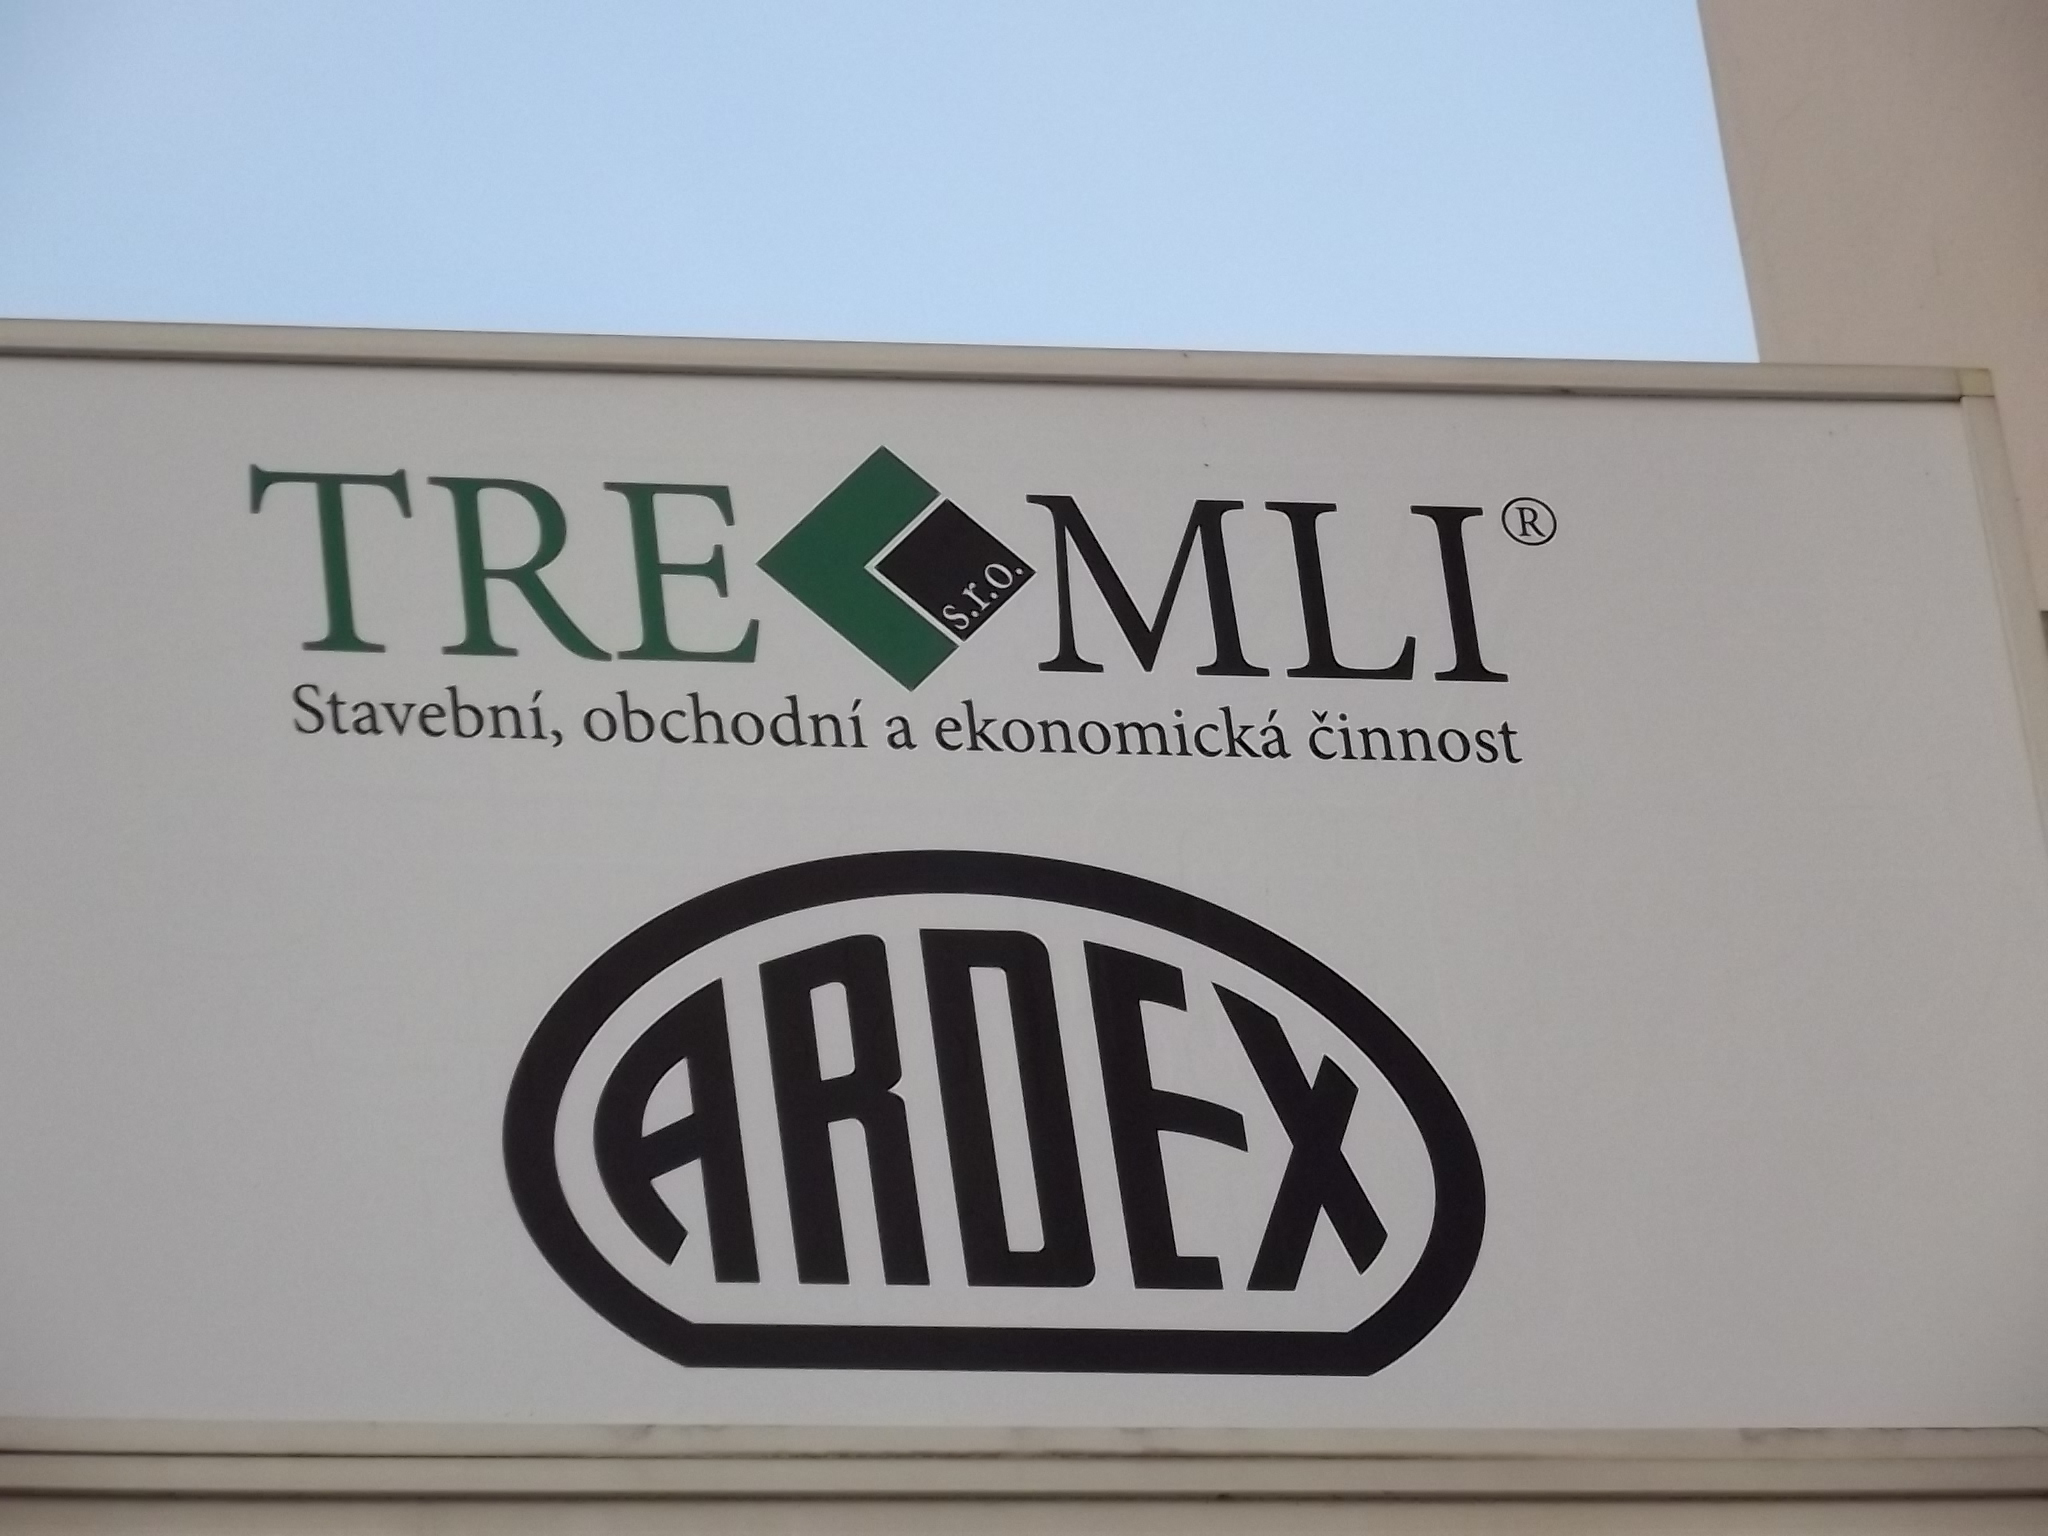 TRE s.r.o. MLI®
Stavební, obchodní a ekonomická činnost
ARDEX